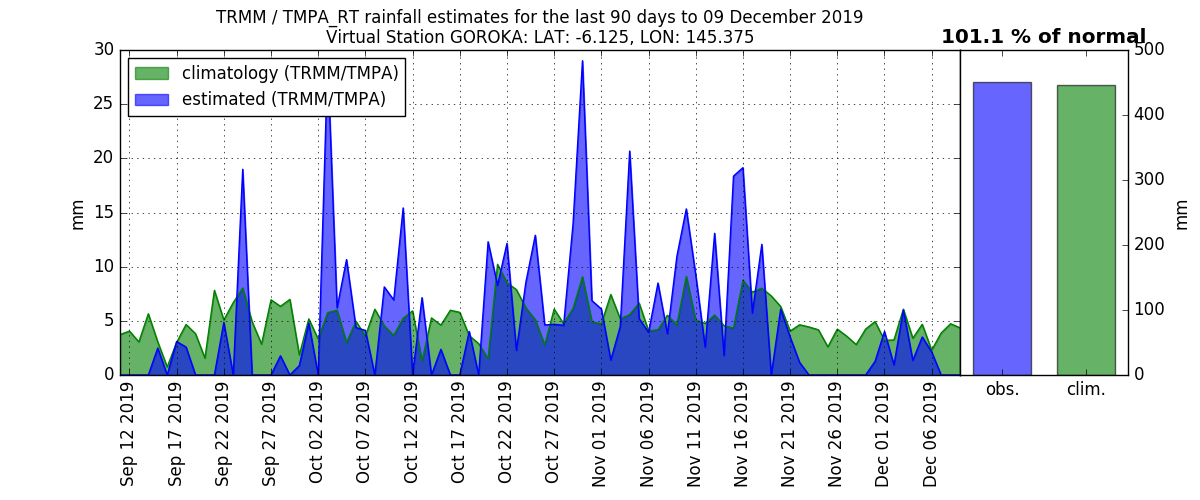 TRMM / TMPA_RT rainfall estimates for the last 90 days to 09 December 2019
Virtual Station GOROKA: LAT: -6.125, LON: 145.375
101.1 % of normal
climatology (TRMM/TMPA)
estimated (TRMM/TMPA)
30
25
20
15
10
5
0
mm
500
400
300
200
100
0
mm
Sep 12 2019
Sep 17 2019
Sep 22 2019
Sep 27 2019
Oct 02 2019
Oct 07 2019
Oct 12 2019
Oct 17 2019
Oct 22 2019
Oct 27 2019
Nov 01 2019
Nov 06 2019
Nov 11 2019
Nov 16 2019
Nov 21 2019
Nov 26 2019
Dec 01 2019
Dec 06 2019
obs.
clim.